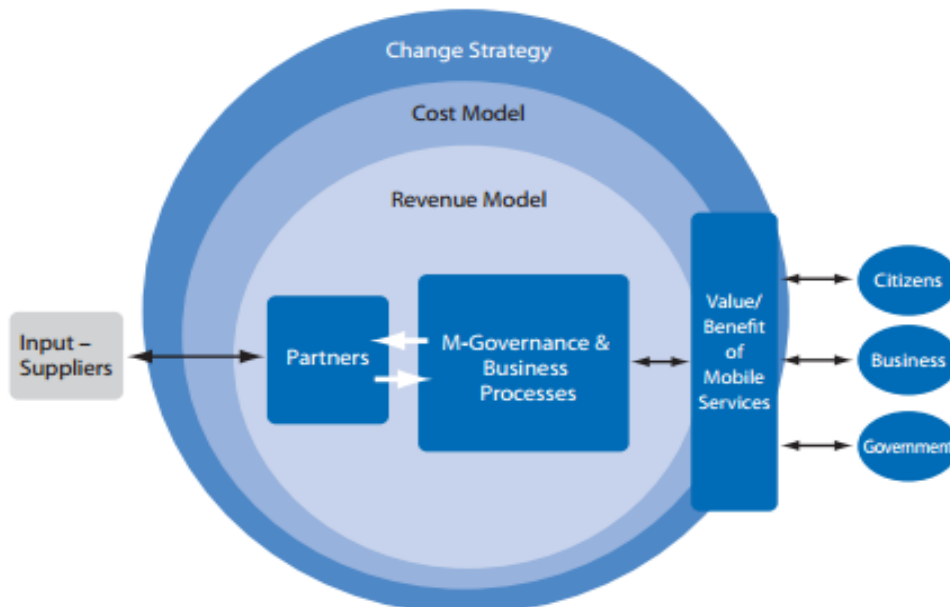 Change Strategy
Cost Model
Revenue Model
Input –
Suppliers
Partners
M-Governance &
Business
Processes
Value/
Benefit
of
Mobile
Services
Citizens
Business
Government